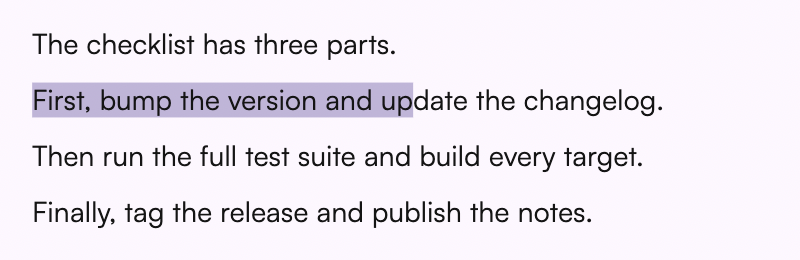 The checklist has three parts.
First, bump the version and update the changelog.
Then run the full test suite and build every target.
Finally, tag the release and publish the notes.